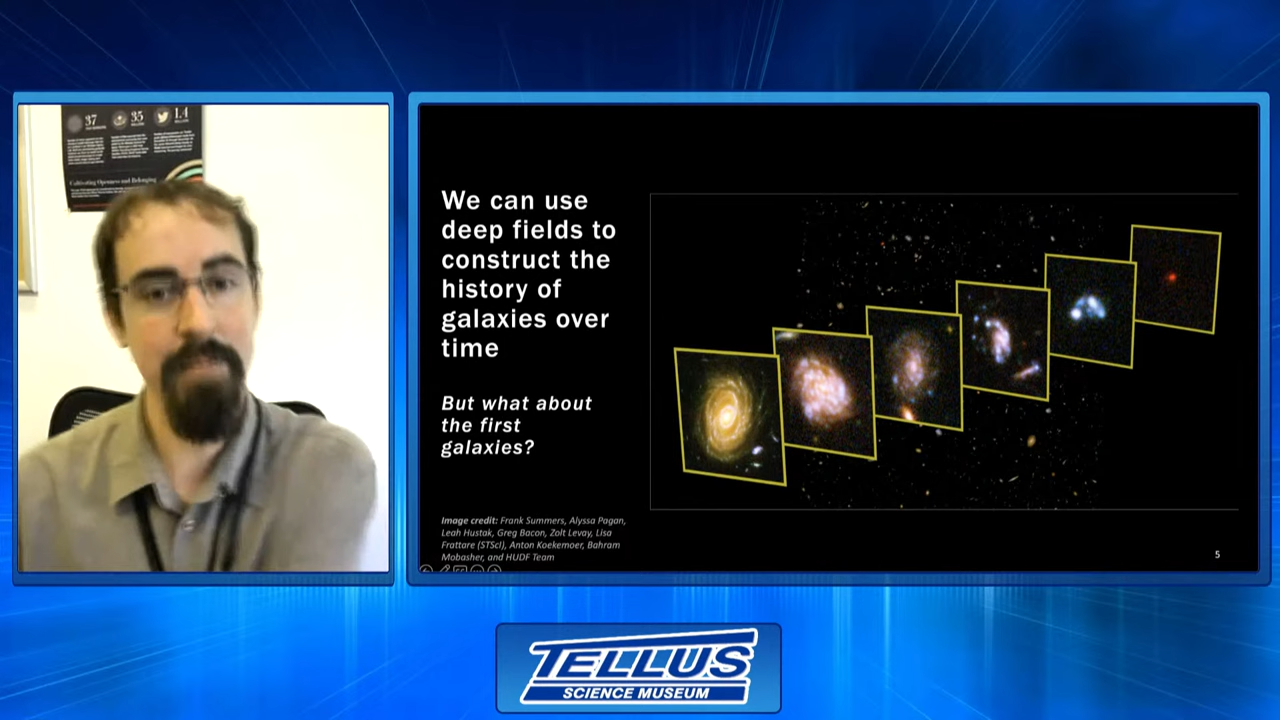 37
35
1.4
Cultivating Openness and Belonging
We can use
deep fields to
construct the
history of
galaxies over
time
But what about
the first
galaxies?
Image credit: Frank Summers, Alyssa Pagan,
Leah Hustak, Greg Bacon, Zolt Levay, Lisa
Frattare (STScI), Anton Koekemoer, Bahram
Mobasher, and HUDF Team
5
TELLUS
SCIENCE MUSEUM